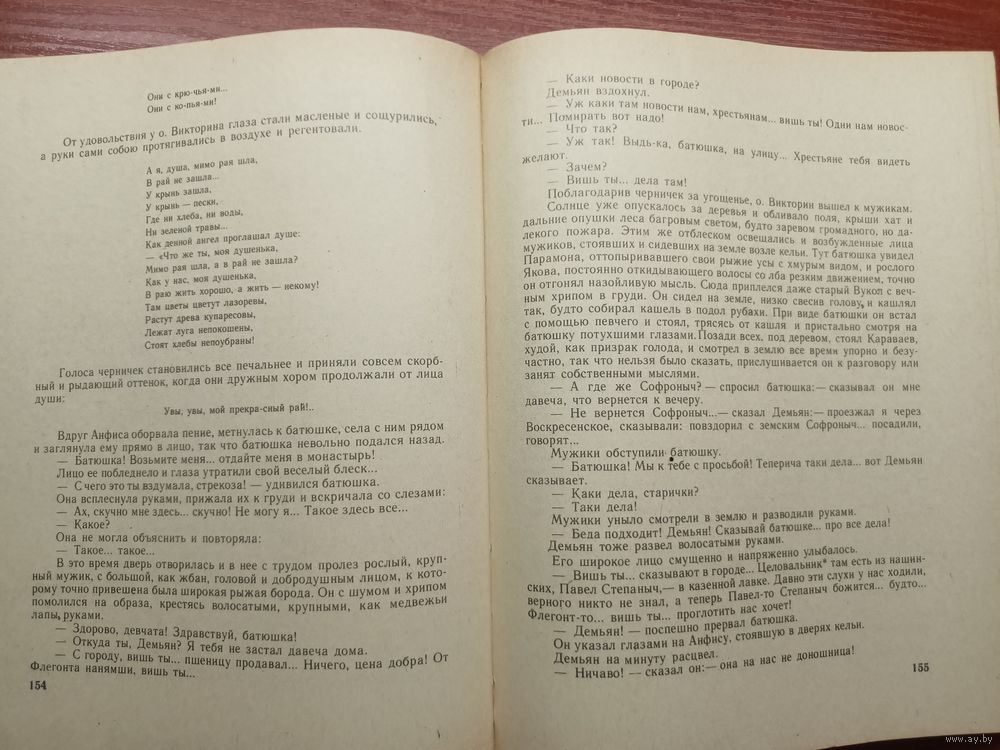 Они с крю-чья-ми...
Они с ко-пья-ми!
От удовольствия у о. Викторина глаза стали масленые и сощурились,
а руки сами собою протягивались в воздухе и регентовали.
А я, душа, мимо рая шла,
В рай не зашла...
У крынь зашла,
У крынь — пески,
Где ни хлеба, ни воды,
Ни зеленой травы...
Как денной ангел проглашал душе:
— «Что же ты, моя душенька,
Мимо рая шла, а в рай не зашла?
Как у нас, моя душенька,
В раю жить хорошо, а жить — некому!
Там цветы цветут лазоревы,
Растут древа купаресовы,
Лежат луга непокошены,
Стоят хлебы непоубраны!
Голоса черничек становились все печальнее и приняли совсем скорб-
ный и рыдающий оттенок, когда они дружным хором продолжали от лица
души:
Увы, увы, мой прекра-сный рай!..
Вдруг Анфиса оборвала пение, метнулась к батюшке, села с ним рядом
и заглянула ему прямо в лицо, так что батюшка невольно подался назад.
— Батюшка! Возьмите меня... отдайте меня в монастырь!
Лицо ее побледнело и глаза утратили свой веселый блеск...
— С чего это ты вздумала, стрекоза! — удивился батюшка.
Она всплеснула руками, прижала их к груди и вскричала со слезами:
— Ах, скучно мне здесь... скучно! Не могу я... Такое здесь все...
— Какое?
Она не могла объяснить и повторяла:
— Такое... такое...
В это время дверь отворилась и в нее с трудом пролез рослый, круп-
ный мужик, с большой, как жбан, головой и добродушным лицом, к кото-
рому точно привешена была широкая рыжая борода. Он с шумом и хрипом
помолился на образа, крестясь волосатыми, крупными, как медвежьи
лапы, руками.
— Здорово, девчата! Здравствуй, батюшка!
— Откуда ты, Демьян? Я тебя не застал давеча дома.
— С городу, вишь ты... пшеницу продавал... Ничего, цена добра! От
Флегонта нанямши, вишь ты...
154
— Каки новости в городе?
Демьян вздохнул.
— Уж каки там новости нам, хрестьянам... вишь ты! Одни нам новос-
ти... Помирать вот надо!
— Что так?
— Уж так! Выдь-ка, батюшка, на улицу... Хрестьяне тебя видеть
желают.
— Зачем?
— Вишь ты... дела там!
Поблагодарив черничек за угощенье, о. Викторин вышел к мужикам.
Солнце уже опускалось за деревья и обливало поля, крыши хат и
дальние опушки леса багровым светом, будто заревом громадного, но да-
лекого пожара. Этим же отблеском освещались и возбужденные лица
мужиков, стоявших и сидевших на земле возле кельи. Тут батюшка увидел
Парамона, оттопыривавшего свои рыжие усы с хмурым видом, и рослого
Якова, постоянно откидывающего волосы со лба резким движением, точно
он отгонял назойливую мысль. Сюда приплелся даже старый Вукол с веч-
ным хрипом в груди. Он сидел на земле, низко свесив голову, и кашлял
так, будто собирал кашель в подол рубахи. При виде батюшки он встал
с помощью певчего и стоял, трясясь от кашля и пристально смотря на
батюшку потухшими глазами. Позади всех, под деревом, стоял Караваев,
худой, как призрак голода, и смотрел в землю все время упорно и безу-
частно, так что нельзя было сказать, прислушивается он к разговору или
занят собственными мыслями.
— А где же Софроныч? — спросил батюшка: — сказывал он мне
давеча, что вернется к вечеру.
— Не вернется Софроныч... — сказал Демьян: — проезжал я через
Воскресенское, сказывали: повздорил с земским Софроныч... посадили,
говорят...
Мужики обступили батюшку.
— Батюшка! Мы к тебе с просьбой! Теперича таки дела... вот Демьян
сказывает.
— Каки дела, старички?
— Таки дела!
Мужики уныло смотрели в землю и разводили руками.
— Беда подходит! Демьян! Сказывай батюшке... про все дела!
Демьян тоже развел волосатыми руками.
Его широкое лицо смущенно и напряженно улыбалось.
— Вишь ты... сказывают в городе... Целовальник* там есть из нашин-
ских, Павел Степаныч, — в казенной лавке. Давно эти слухи у нас ходили,
верного никто не знал, а теперь Павел-то Степаныч божится... будто...
Флегонт-то... вишь ты... проглотить нас хочет!
— Демьян! — поспешно прервал батюшка.
Он указал глазами на Анфису, стоявшую в дверях кельи.
Демьян на минуту расцвел.
— Ничаво! — сказал он: — она на нас не доношница!
155
www.ay.by